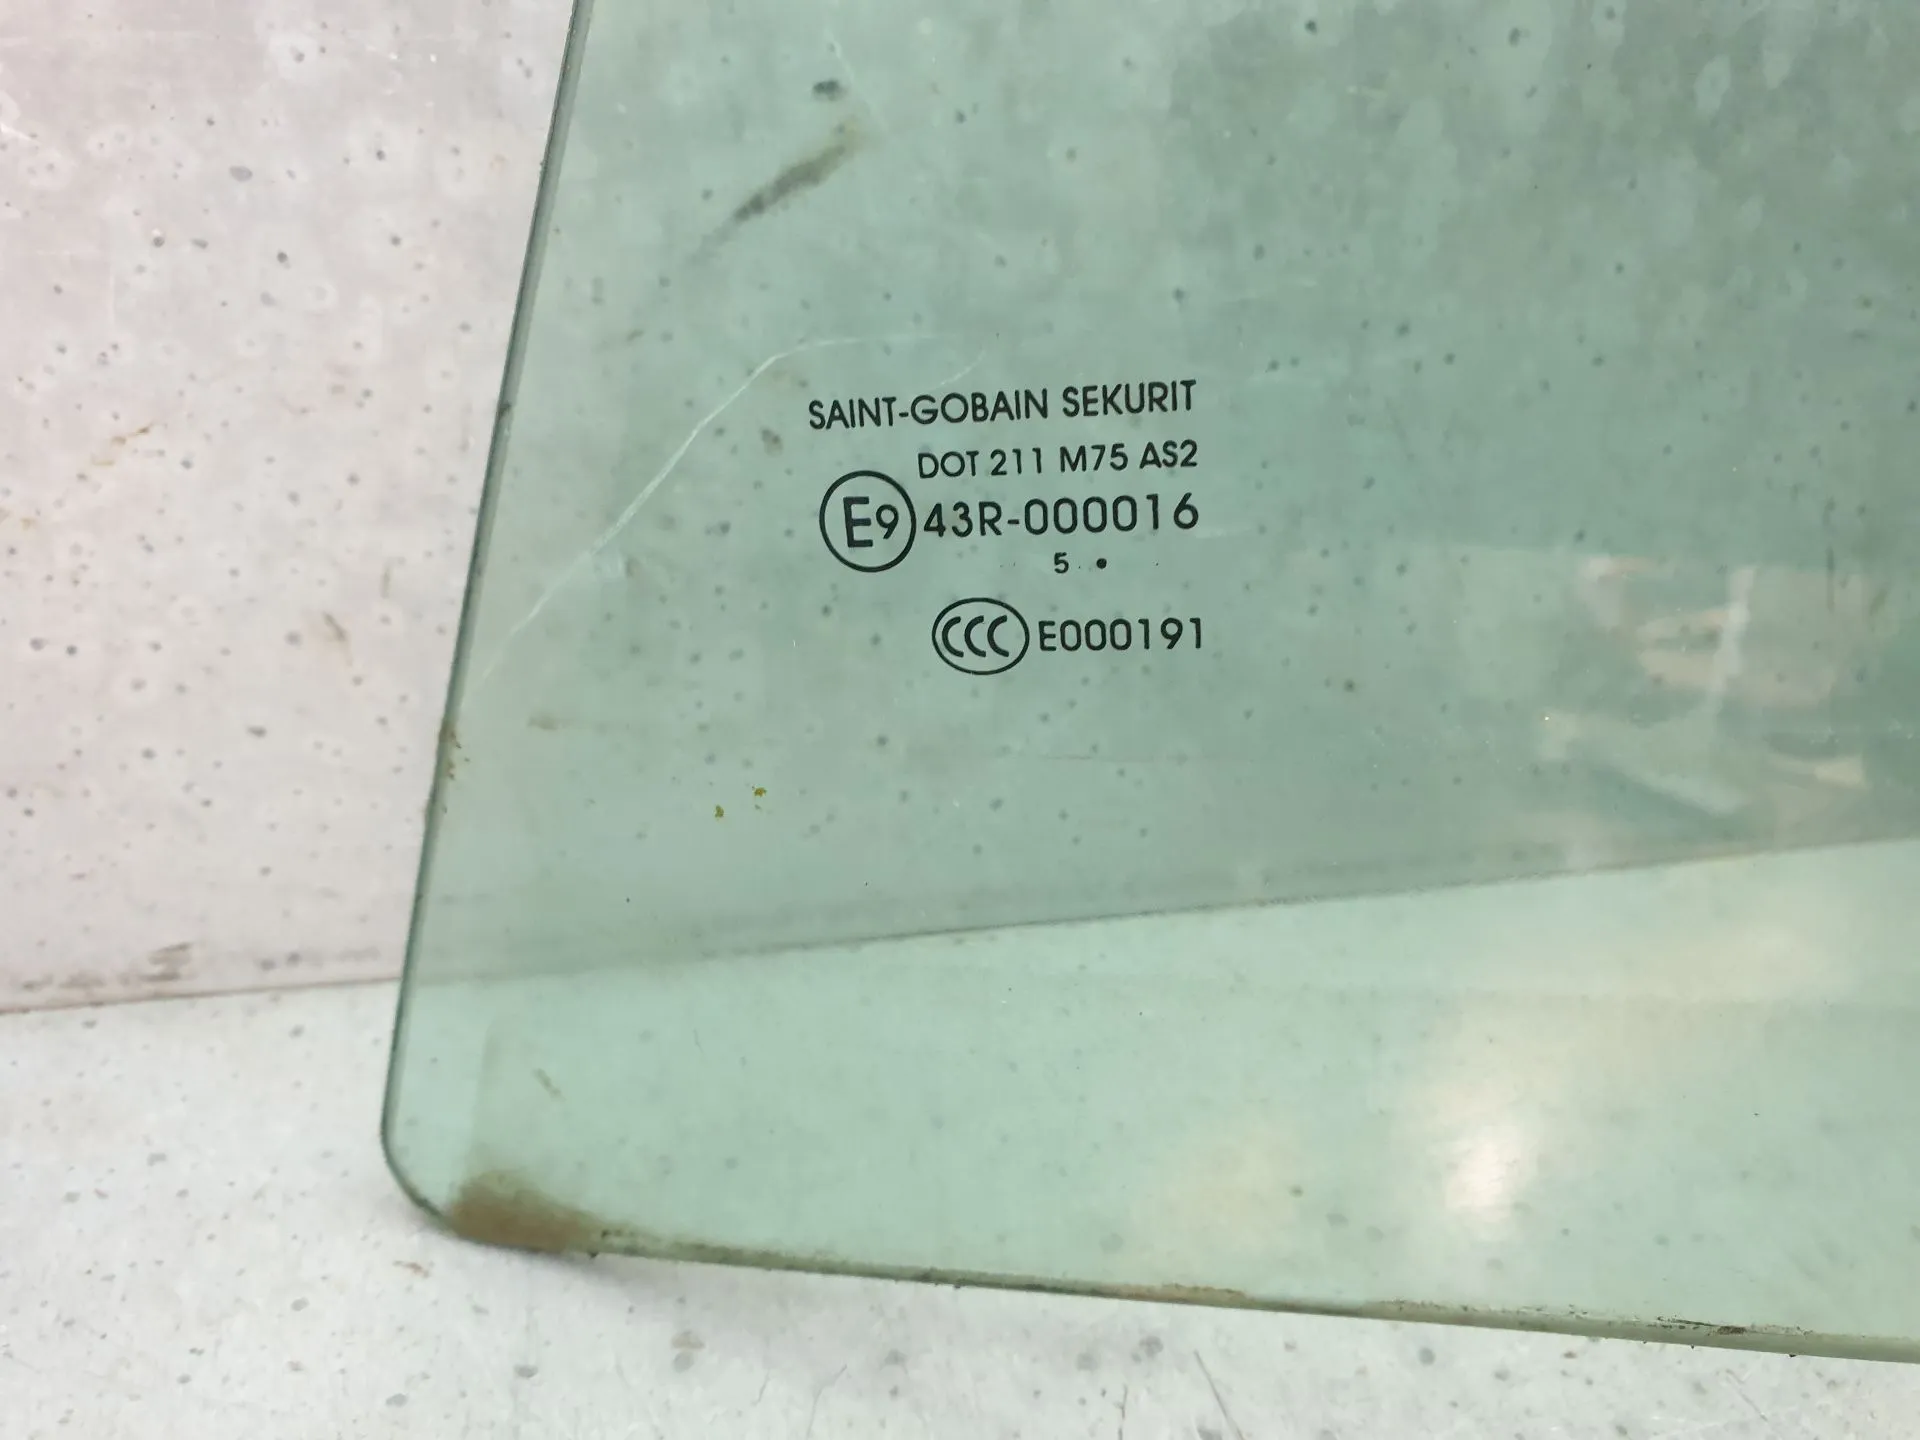 SAINT-GOBAIN SEKURIT
DOT 211 M75 AS2
E9 43R-000016
5 •
CCC E000191